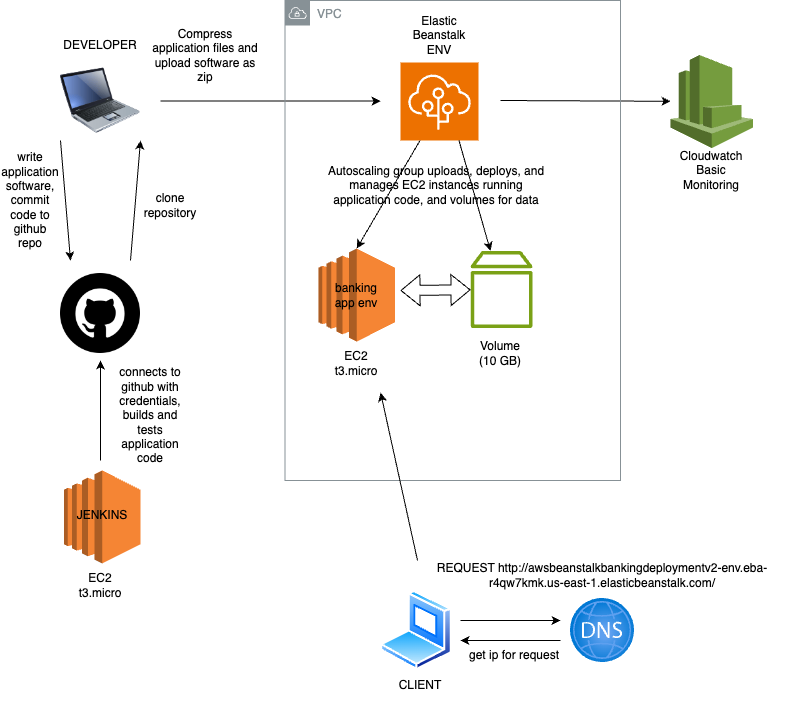 VPC
DEVELOPER
Compress
application files and
upload software as
zip
Elastic
Beanstalk
ENV
Cloudwatch
Basic
Monitoring
write
application
software,
commit
code to
github
repo
clone
repository
Autoscaling group uploads, deploys, and
manages EC2 instances running
application code, and volumes for data
banking
app env
EC2
t3.micro
Volume
(10 GB)
connects to
github with
credentials,
builds and
tests
application
code
JENKINS
EC2
t3.micro
REQUEST http://awsbeanstalkbankingdeploymentv2-env.eba-
r4qw7kmk.us-east-1.elasticbeanstalk.com/
DNS
get ip for request
CLIENT